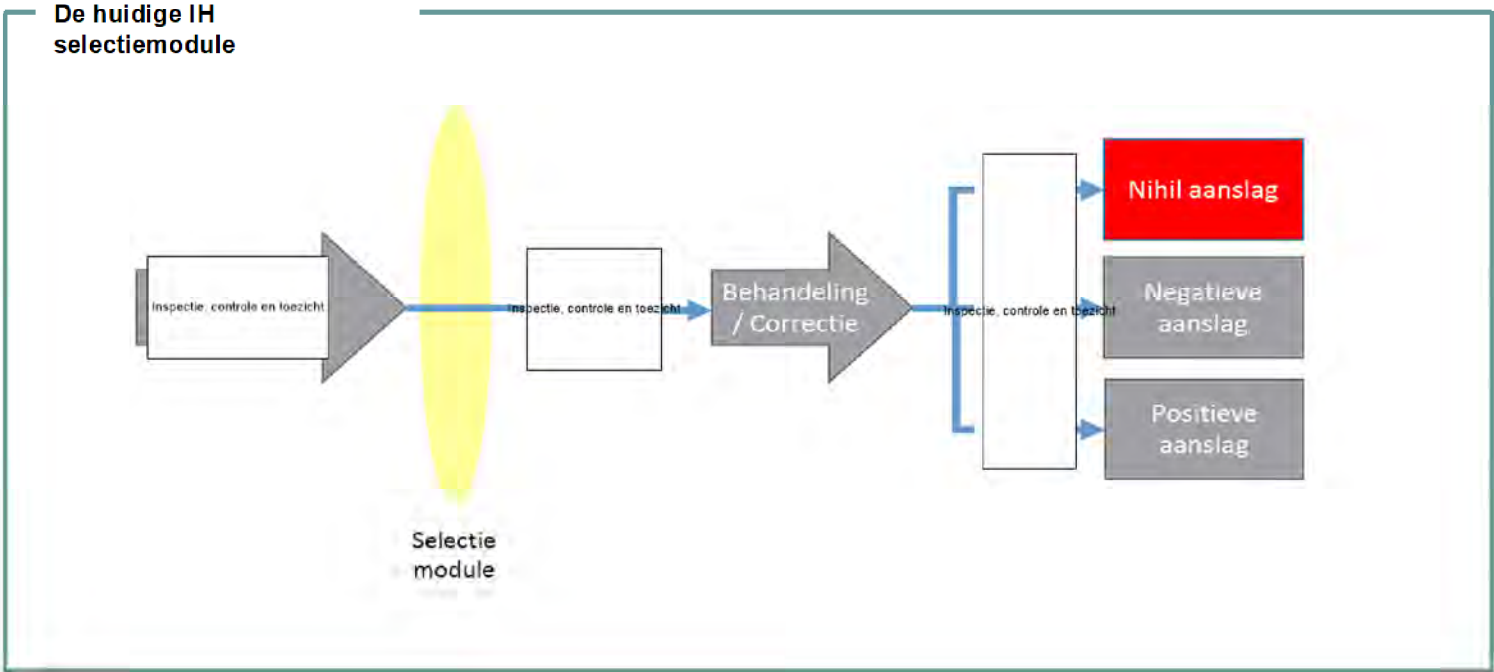 De huidige IH
selectiemodule
Inspectie, controle en toezicht
Inspectie, controle en toezicht
Behandeling
/ Correctie
Inspectie, controle en toezicht
Nihil aanslag
Negatieve
aanslag
Positieve
aanslag
Selectie
module